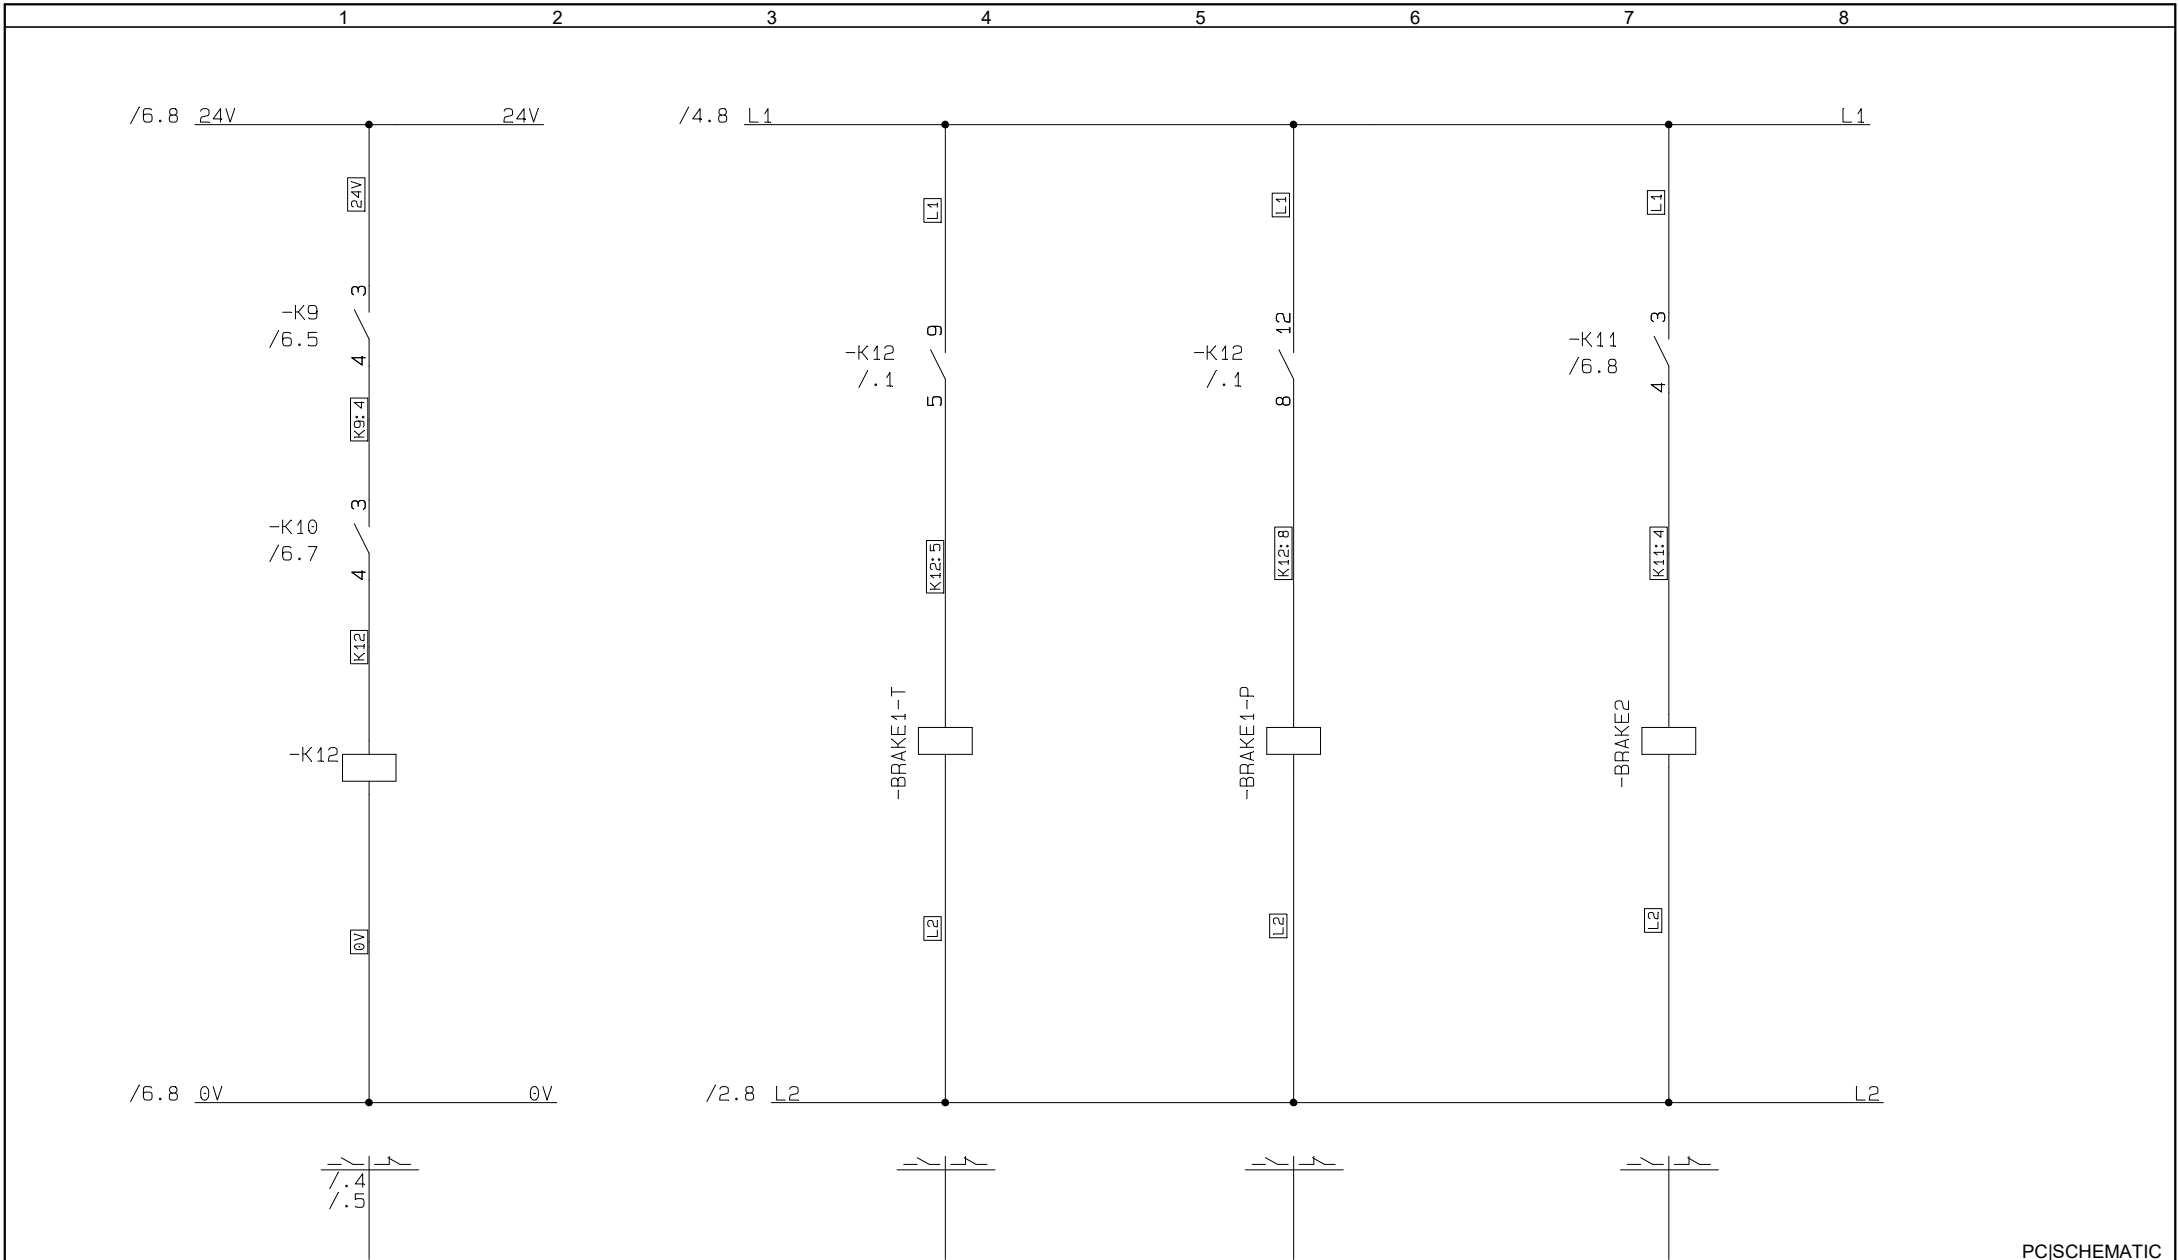 1 2 3 4 5 6 7 8
/6.8 24V 24V /4.8 L1 L1
24V L1 L1 L1
3
-K9
/6.5
4
9
-K12
/.1
5
12
-K12
/.1
8
3
-K11
/6.8
4
K9:4
3
-K10
/6.7
4
K12:5 K12:8 K11:4
K12
-K12
-BRAKE1-T
-BRAKE1-P
-BRAKE2
0V L2 L2 L2
/6.8 0V 0V /2.8 L2 L2
/.4
/.5
PC|SCHEMATIC